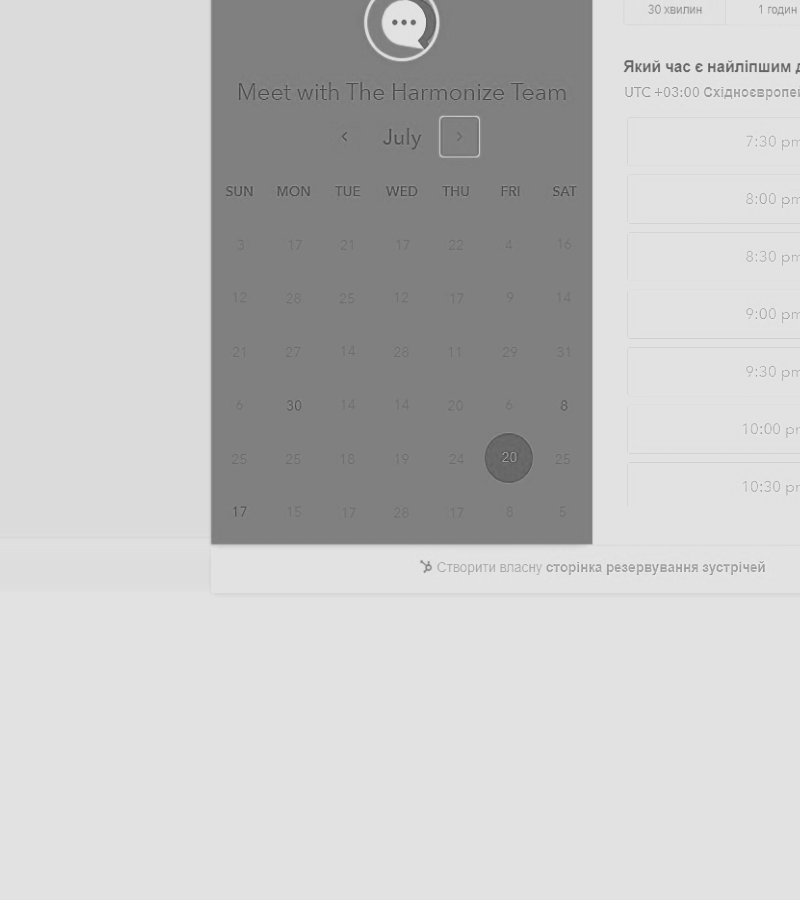 Meet with The Harmonize Team
July
SUN MON TUE WED THU FRI SAT
3 17 21 17 22 4 16
12 28 25 12 17 9 14
21 27 14 28 11 29 31
6 30 14 14 20 6 8
25 25 18 19 24 20 25
17 15 17 28 17 8 5
30 хвилин
1 годин
Який час є найліпшим д
UTC +03:00 Східноєвропе
7:30 pm
8:00 pm
8:30 pm
9:00 pm
9:30 pm
10:00 pm
10:30 pm
Створити власну сторінка резервування зустрічей